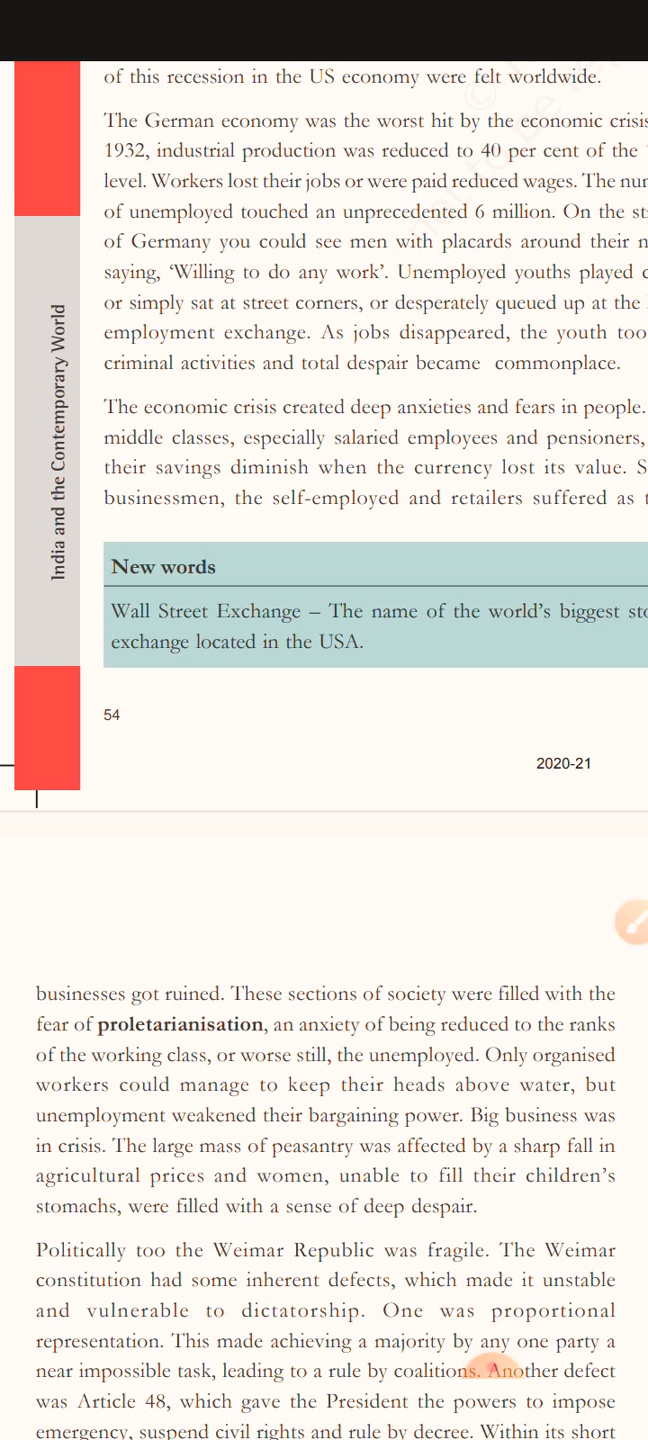 of this recession in the US economy were felt worldwide.
The German economy was the worst hit by the economic crisis
1932, industrial production was reduced to 40 per cent of the
level. Workers lost their jobs or were paid reduced wages. The
of unemployed touched an unprecedented 6 million. On the
of Germany you could see men with placards around their
saying, ‘Willing to do any work’. Unemployed youths played
or simply sat at street corners, or desperately queued up at the
employment exchange. As jobs disappeared, the youth
criminal activities and total despair became commonplace.
The economic crisis created deep anxieties and fears in people.
middle classes, especially salaried employees and pensioners,
their savings diminish when the currency lost its value.
businessmen, the self-employed and retailers suffered as
New words
Wall Street Exchange – The name of the world’s biggest
exchange located in the USA.
India and the Contemporary World
54
2020-21
businesses got ruined. These sections of society were filled with the
fear of proletarianisation, an anxiety of being reduced to the ranks
of the working class, or worse still, the unemployed. Only organised
workers could manage to keep their heads above water, but
unemployment weakened their bargaining power. Big business was
in crisis. The large mass of peasantry was affected by a sharp fall in
agricultural prices and women, unable to fill their children’s
stomachs, were filled with a sense of deep despair.
Politically too the Weimar Republic was fragile. The Weimar
constitution had some inherent defects, which made it unstable
and vulnerable to dictatorship. One was proportional
representation. This made achieving a majority by any one party a
near impossible task, leading to a rule by coalitions. Another defect
was Article 48, which gave the President the powers to impose
emergency, suspend civil rights and rule by decree. Within its short